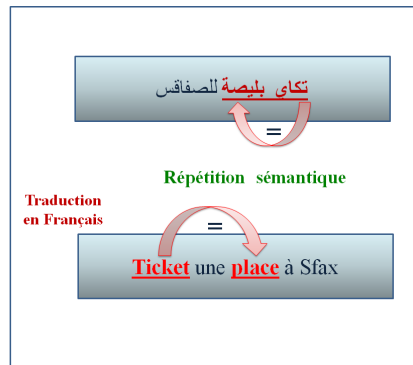 تكاي بليصة للصفاقس
=
Répétition sémantique
Traduction
en Français
=
Ticket une place à Sfax